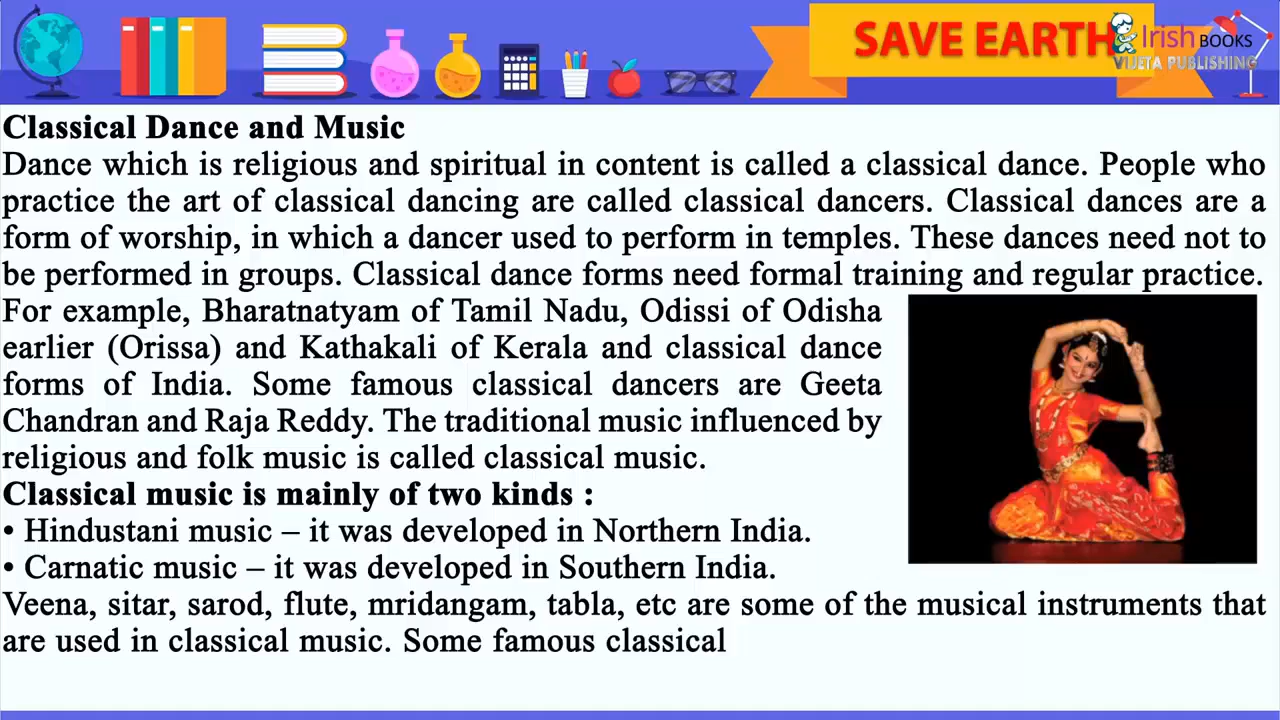 SAVE EARTH
Irish BOOKS
VIJETA PUBLISHING
Classical Dance and Music
Dance which is religious and spiritual in content is called a classical dance. People who
practice the art of classical dancing are called classical dancers. Classical dances are a
form of worship, in which a dancer used to perform in temples. These dances need not to
be performed in groups. Classical dance forms need formal training and regular practice.
For example, Bharatnatyam of Tamil Nadu, Odissi of Odisha
earlier (Orissa) and Kathakali of Kerala and classical dance
forms of India. Some famous classical dancers are Geeta
Chandran and Raja Reddy. The traditional music influenced by
religious and folk music is called classical music.
Classical music is mainly of two kinds :
• Hindustani music – it was developed in Northern India.
• Carnatic music – it was developed in Southern India.
Veena, sitar, sarod, flute, mridangam, tabla, etc are some of the musical instruments that
are used in classical music. Some famous classical